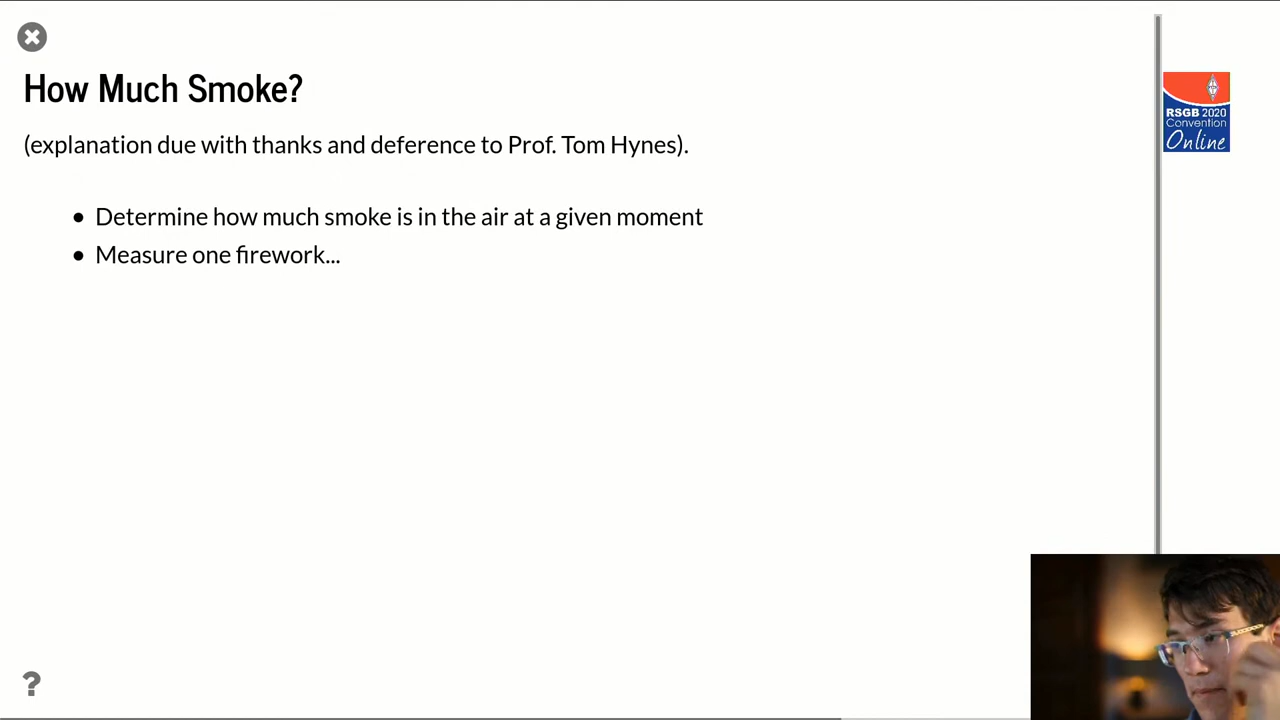 How Much Smoke?
(explanation due with thanks and deference to Prof. Tom Hynes).
• Determine how much smoke is in the air at a given moment
• Measure one firework...
RSGB 2020
Convention
Online
?